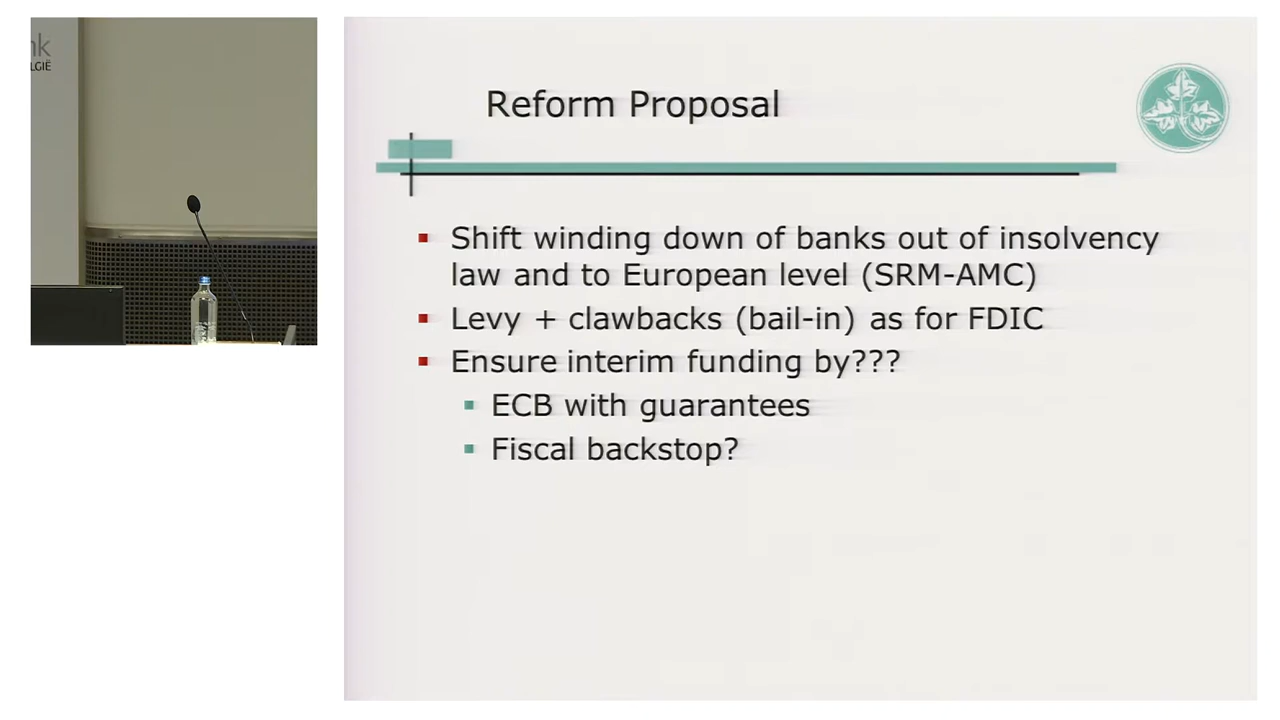 nk
LGIË
Reform Proposal
Shift winding down of banks out of insolvency
law and to European level (SRM-AMC)
Levy + clawbacks (bail-in) as for FDIC
Ensure interim funding by???
ECB with guarantees
Fiscal backstop?